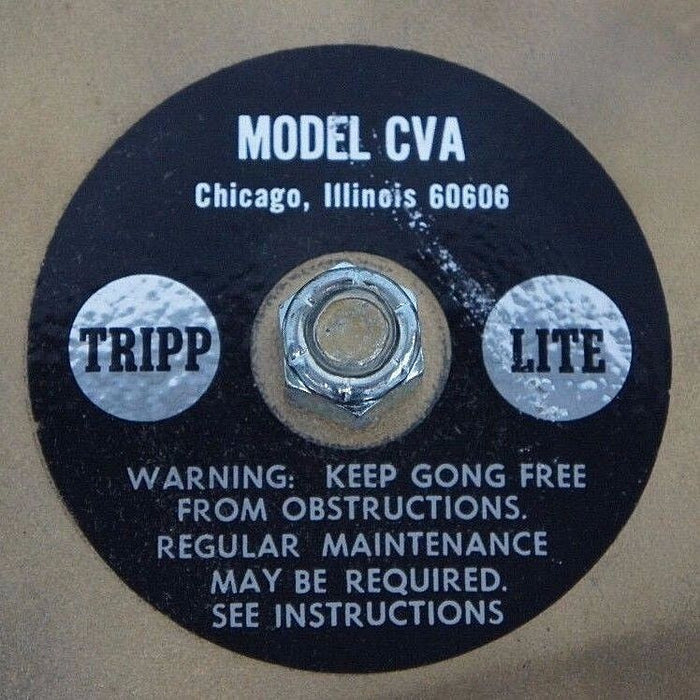 MODEL CVA
Chicago, Illinois 60606
TRIPP LITE
WARNING: KEEP GONG FREE
FROM OBSTRUCTIONS.
REGULAR MAINTENANCE
MAY BE REQUIRED.
SEE INSTRUCTIONS